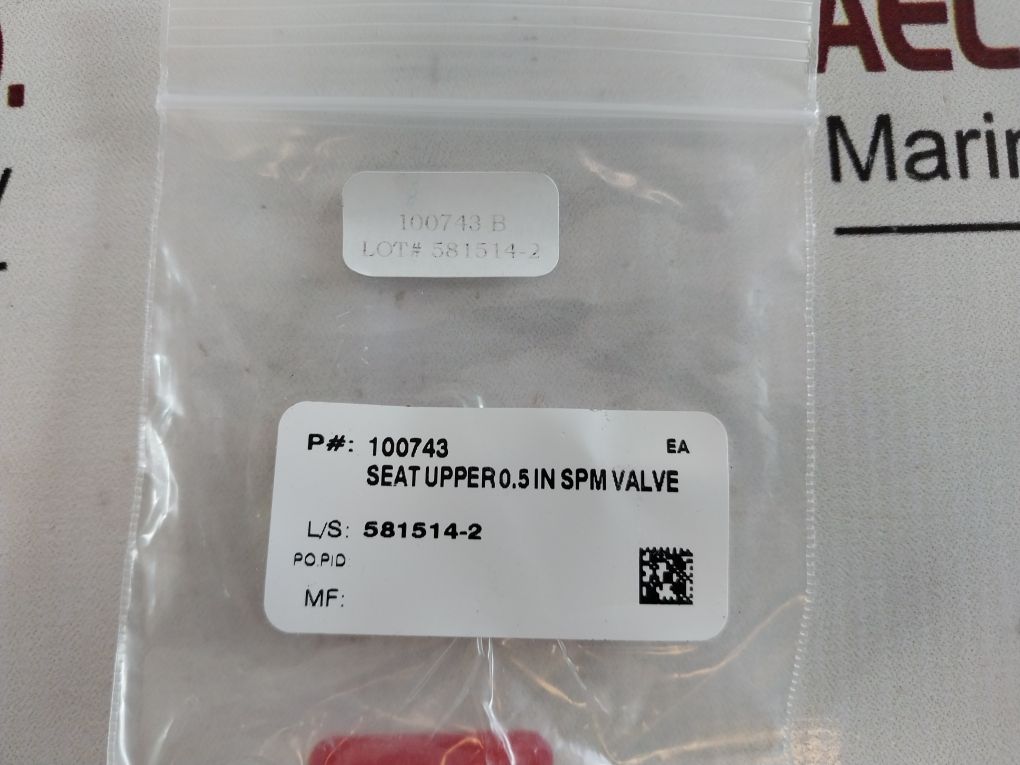 AEC
Marin
100743 B
LOT# 581514-2
P#: 100743 EA
SEAT UPPER 0.5 IN SPM VALVE
L/S: 581514-2
PO.PID
MF: